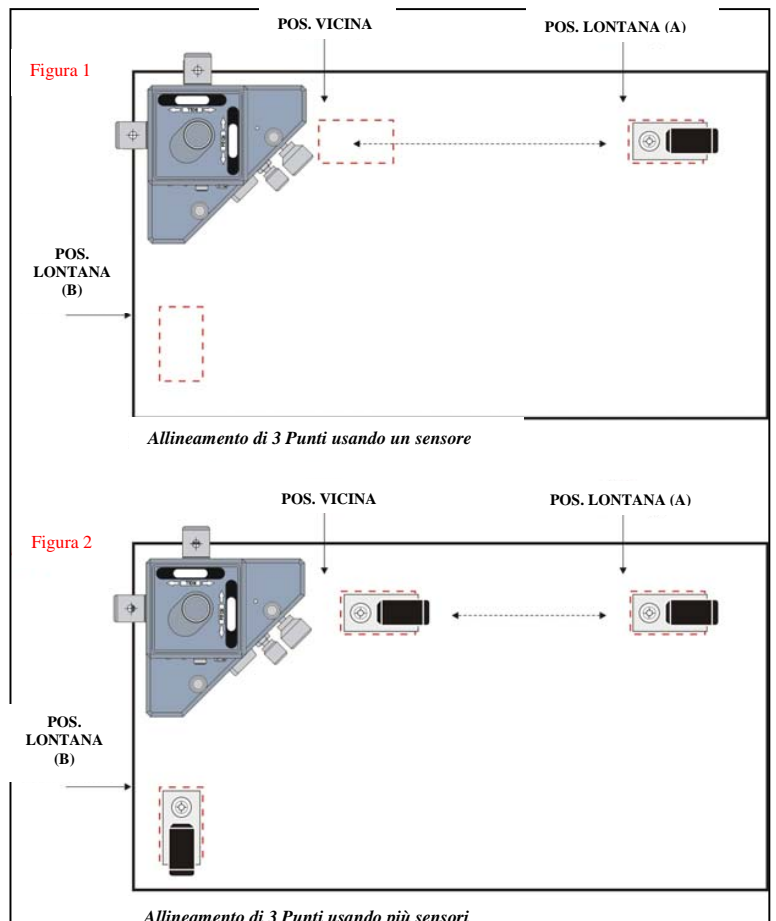 POS. VICINA
POS. LONTANA (A)
Figura 1
POS.
LONTANA
(B)
Allineamento di 3 Punti usando un sensore
POS. VICINA
POS. LONTANA (A)
Figura 2
POS.
LONTANA
(B)
Allineamento di 3 Punti usando più sensori